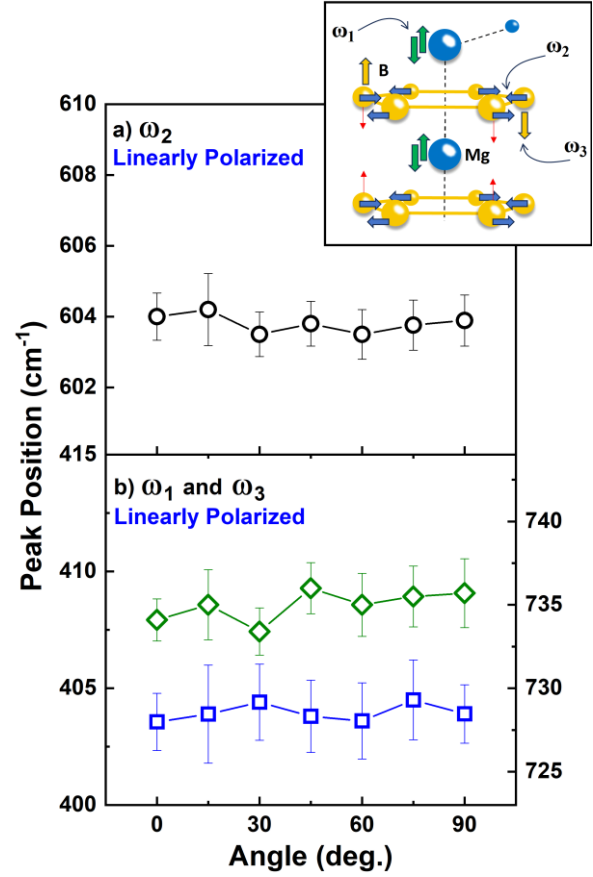 ω1
ω2
B
Mg
ω3
610
a) ω2
Linearly Polarized
608
606
604
602
415
b) ω1 and ω3
Linearly Polarized
740
410
735
405
730
725
400
0
30
60
90
Angle (deg.)
Peak Position (cm-1)